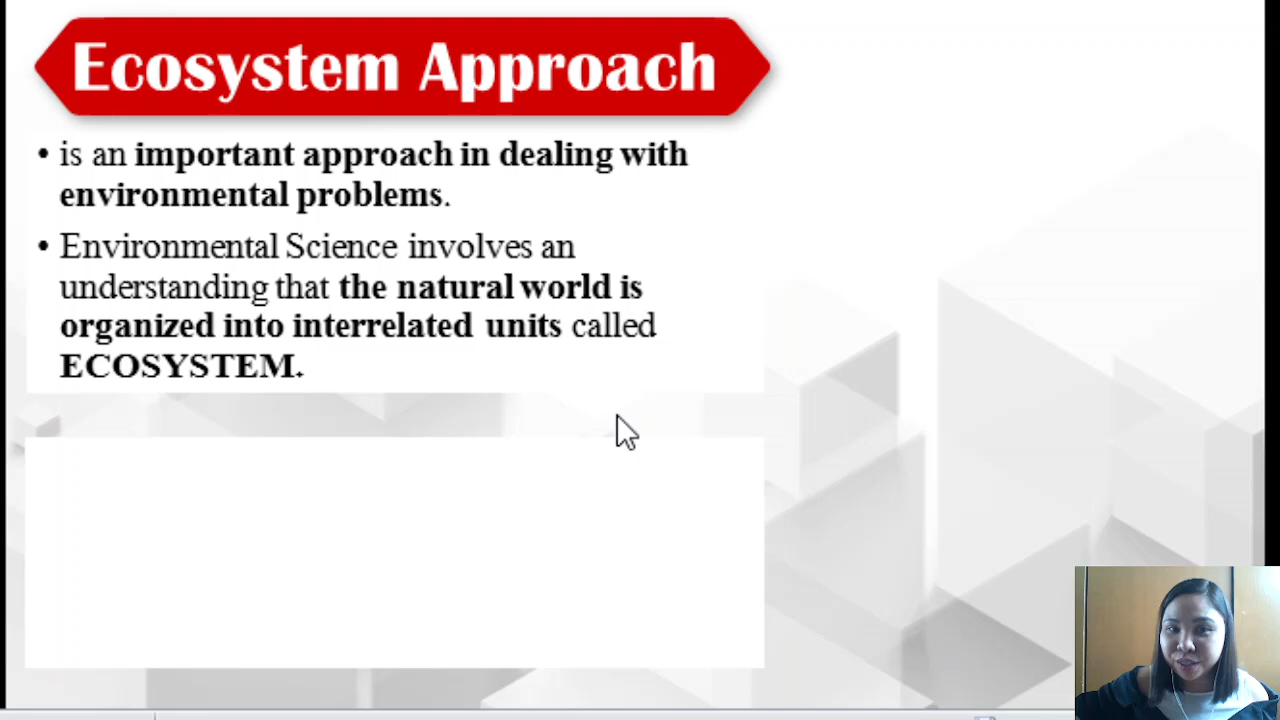 Ecosystem Approach
• is an important approach in dealing with
environmental problems.
• Environmental Science involves an
understanding that the natural world is
organized into interrelated units called
ECOSYSTEM.